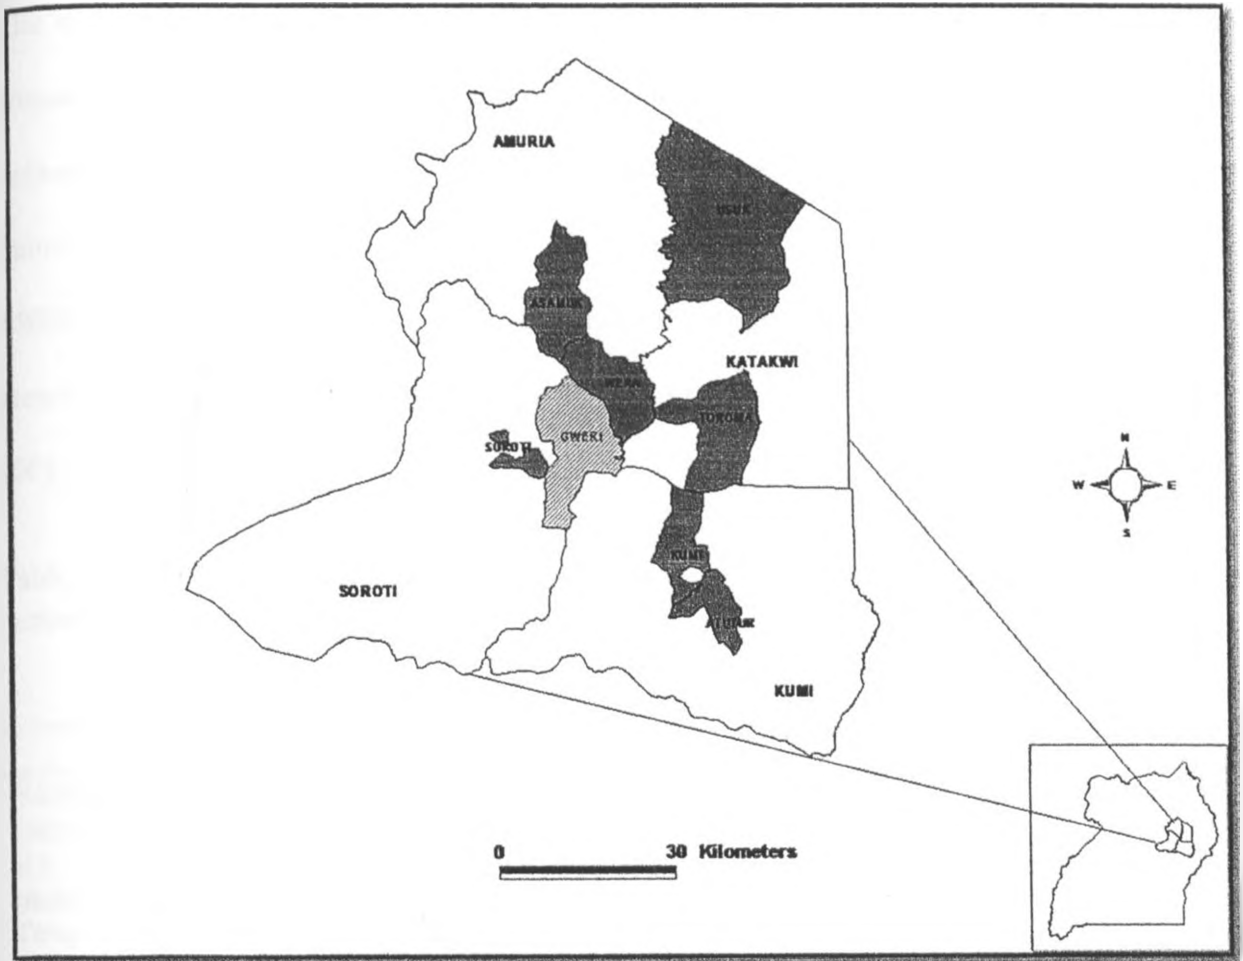 AMURIA
USUK
ASAMUK
KATAKWI
WERA
TOROMA
GWERI
SOROTI
N
W E
S
KUMI
SOROTI
ATUTUR
KUMI
0 30 Kilometers